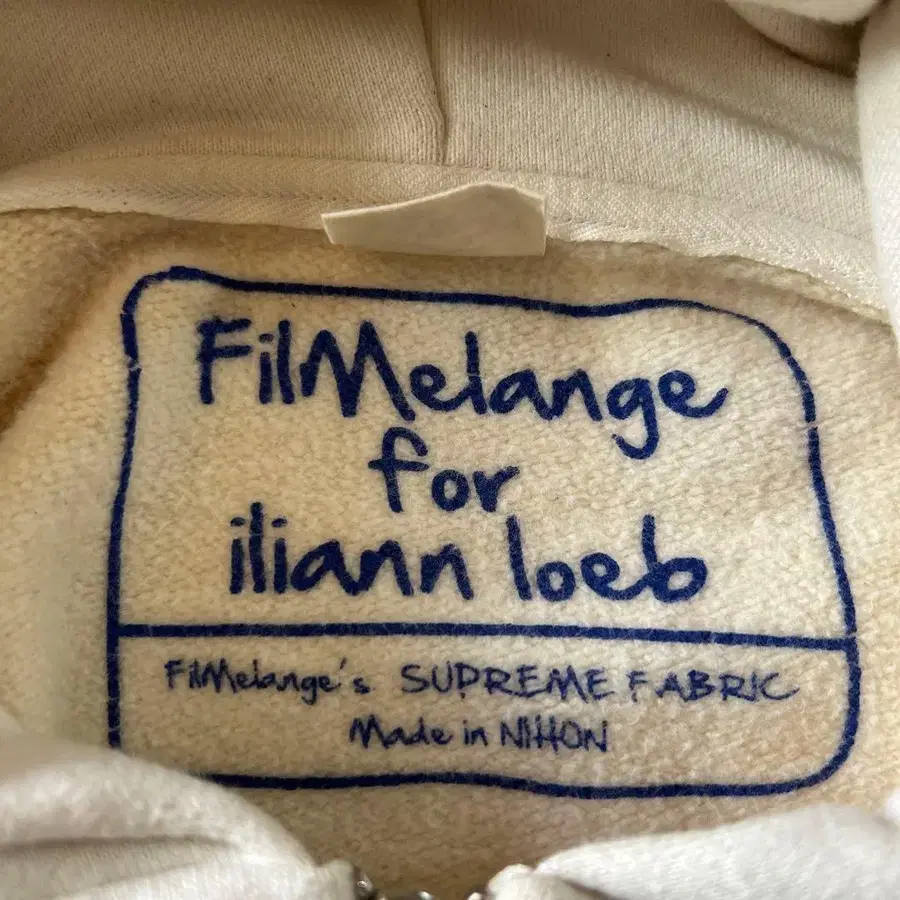 FilMelange
for
iliann loeb
FilMelange's SUPREME FABRIC
Made in NIHON